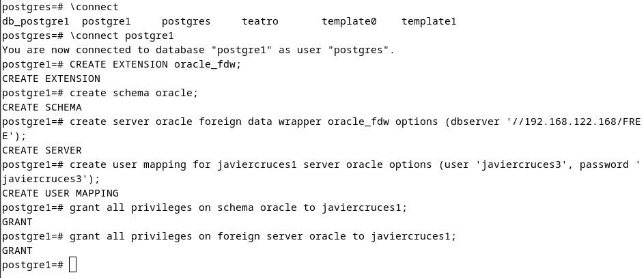 postgres=# \connect
db_postgre1  postgre1     postgres     teatro       template0    template1
postgres=# \connect postgre1
You are now connected to database "postgre1" as user "postgres".
postgre1=# CREATE EXTENSION oracle_fdw;
CREATE EXTENSION
postgre1=# create schema oracle;
CREATE SCHEMA
postgre1=# create server oracle foreign data wrapper oracle_fdw options (dbserver '//192.168.122.168/FRE
E');
CREATE SERVER
postgre1=# create user mapping for javiercruces1 server oracle options (user 'javiercruces3', password '
javiercruces3');
CREATE USER MAPPING
postgre1=# grant all privileges on schema oracle to javiercruces1;
GRANT
postgre1=# grant all privileges on foreign server oracle to javiercruces1;
GRANT
postgre1=#